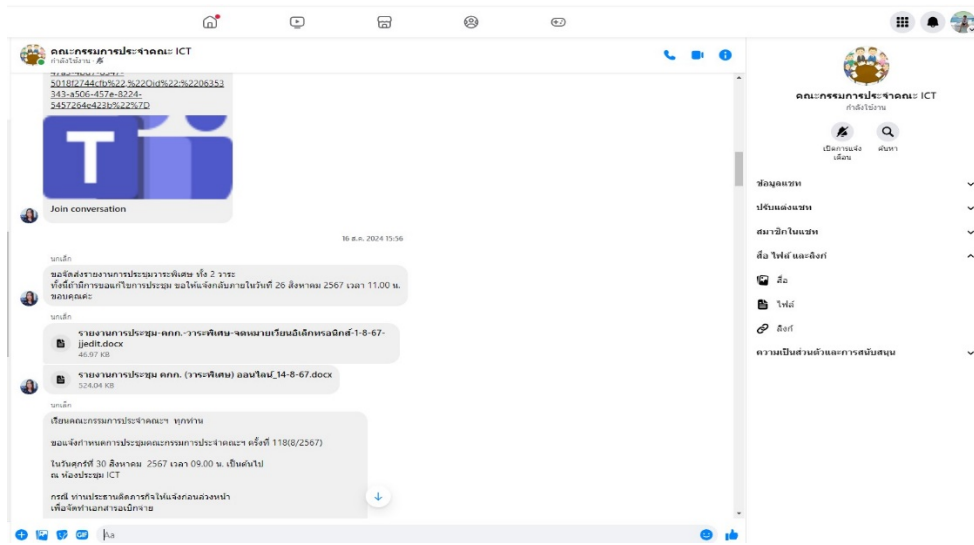 คณะกรรมการประจำคณะ ICT
กำลังใช้งาน
5018f2744cfb%22,%22Oid%22:%2206353
343-a506-457e-8224-
5457264e423b%22%7D
T
Join conversation
16 ส.ค. 2024 15:56
นกเล็ก
ขอจัดส่งรายงานการประชุมวาระพิเศษ ทั้ง 2 วาระ
ทั้งนี้ถ้ามีการขอแก้ไขการประชุม ขอให้แจ้งกลับภายในวันที่ 26 สิงหาคม 2567 เวลา 11.00 น.
ขอบคุณค่ะ
นกเล็ก
รายงานการประชุม-คกก.-วาระพิเศษ-จดหมายเวียนอิเล็กทรอนิกส์-1-8-67-
jjedit.docx
46.97 KB
รายงานการประชุม คกก. (วาระพิเศษ) ออนไลน์_14-8-67.docx
524.04 KB
นกเล็ก
เรียนคณะกรรมการประจำคณะฯ ทุกท่าน
ขอแจ้งกำหนดการประชุมคณะกรรมการประจำคณะฯ ครั้งที่ 118(8/2567)
ในวันศุกร์ที่ 30 สิงหาคม 2567 เวลา 09.00 น. เป็นต้นไป
ณ ห้องประชุม ICT
กรณี ท่านประธานติดภารกิจให้แจ้งก่อนล่วงหน้า
เพื่อจัดทำเอกสารเบิกจ่าย
GIF
Aa
คณะกรรมการประจำคณะ ICT
กำลังใช้งาน
เปิดการแจ้ง
เตือน
ค้นหา
ข้อมูลแชท
ปรับแต่งแชท
สมาชิกในแชท
สื่อ ไฟล์ และลิงก์
สื่อ
ไฟล์
ลิงก์
ความเป็นส่วนตัวและการสนับสนุน